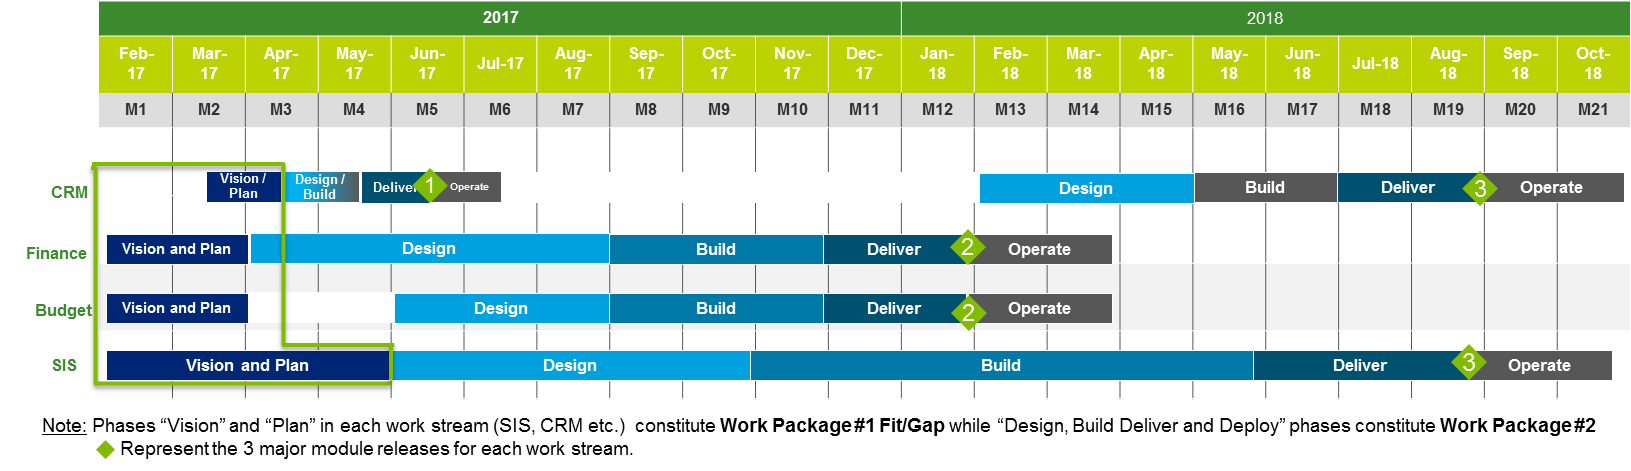 2017 2018
Feb-17 Mar-17 Apr-17 May-17 Jun-17 Jul-17 Aug-17 Sep-17 Oct-17 Nov-17 Dec-17 Jan-18 Feb-18 Mar-18 Apr-18 May-18 Jun-18 Jul-18 Aug-18 Sep-18 Oct-18
M1 M2 M3 M4 M5 M6 M7 M8 M9 M10 M11 M12 M13 M14 M15 M16 M17 M18 M19 M20 M21
CRM Vision / Plan Design / Build Deliver 1 Operate Design Build Deliver 3 Operate
Finance Vision and Plan Design Build Deliver 2 Operate
Budget Vision and Plan Design Build Deliver 2 Operate
SIS Vision and Plan Design Build Deliver 3 Operate
Note: Phases “Vision” and “Plan” in each work stream (SIS, CRM etc.) constitute Work Package #1 Fit/Gap while “Design, Build Deliver and Deploy” phases constitute Work Package #2
Represent the 3 major module releases for each work stream.